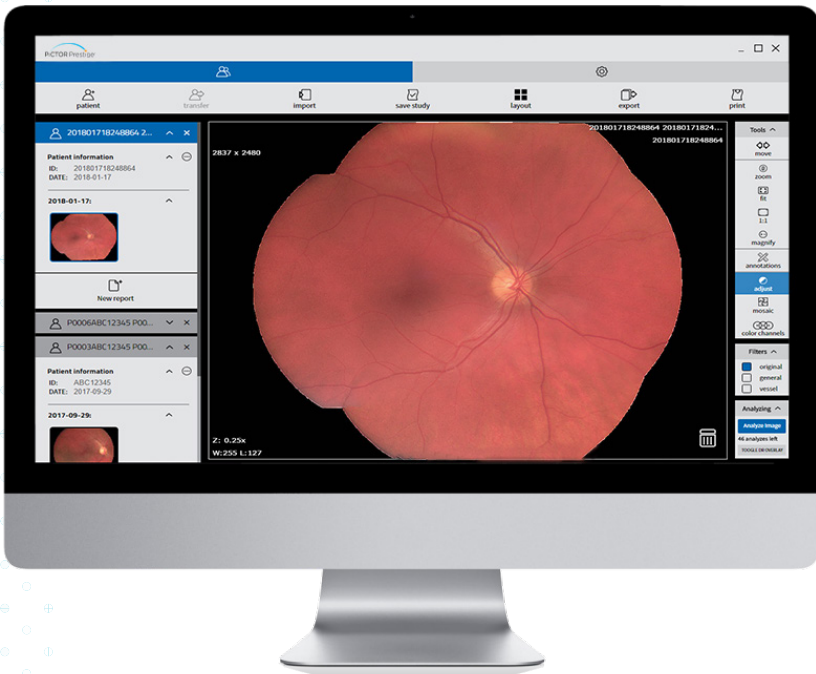 PiCTOR Prestige
patient
transfer
import
save study
layout
export
print
201801718248864 2...
Patient information
ID: 201801718248864
DATE: 2018-01-17
2018-01-17:
New report
P0006ABC12345 P00...
P0003ABC12345 P00...
Patient information
ID: ABC12345
DATE: 2017-09-29
2017-09-29:
2837 x 2480
201801718248864 20180171824...
201801718248864
Z: 0.25x
W:255 L:127
Tools
move
zoom
fit
1:1
magnify
annotations
adjust
mosaic
color channels
Filters
original
general
vessel
Analyzing
Analyze Image
46 analyzes left
TOGGLE DR OVERLAY